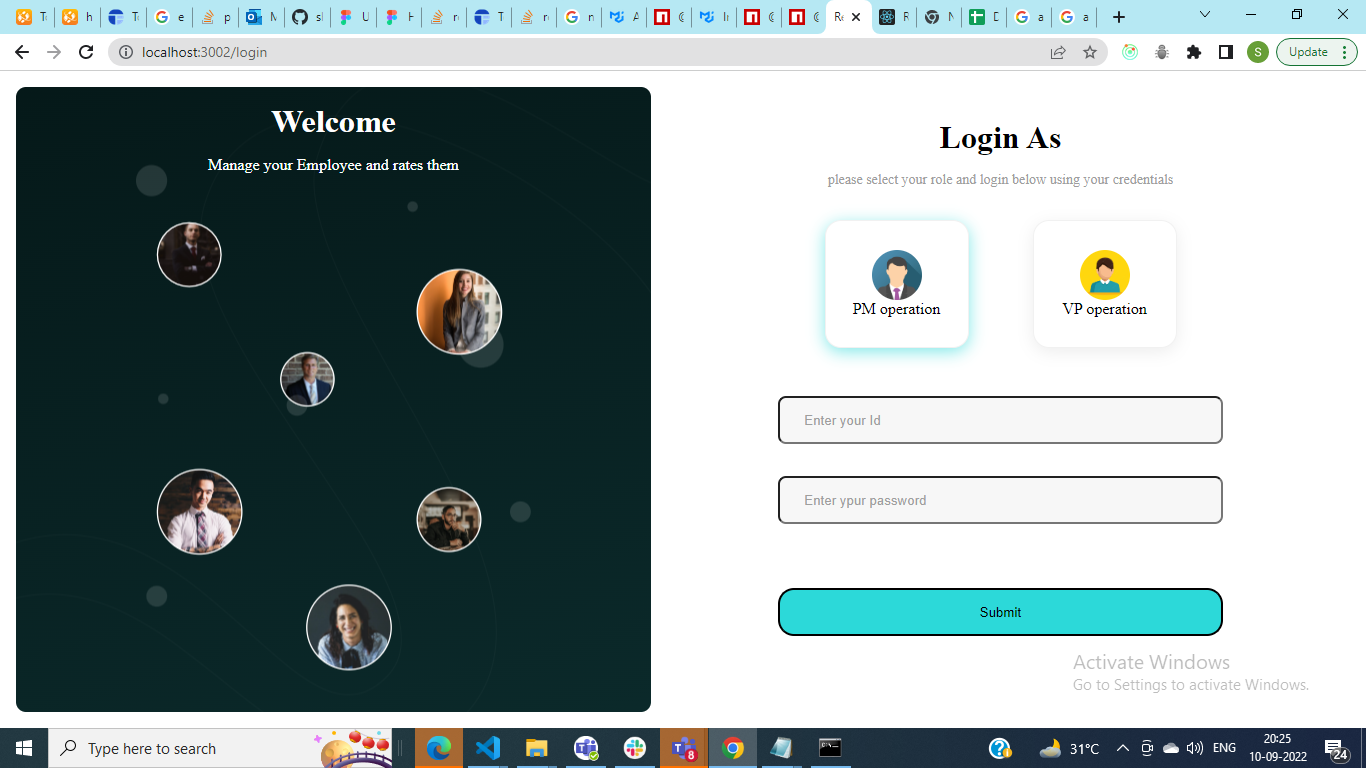 localhost:3002/login
Update
S
Welcome
Manage your Employee and rates them
Login As
please select your role and login below using your credentials
PM operation
VP operation
Enter your Id
Enter ypur password
Submit
Activate Windows
Go to Settings to activate Windows.
Type here to search
8
31°C
ENG
20:25
10-09-2022
24